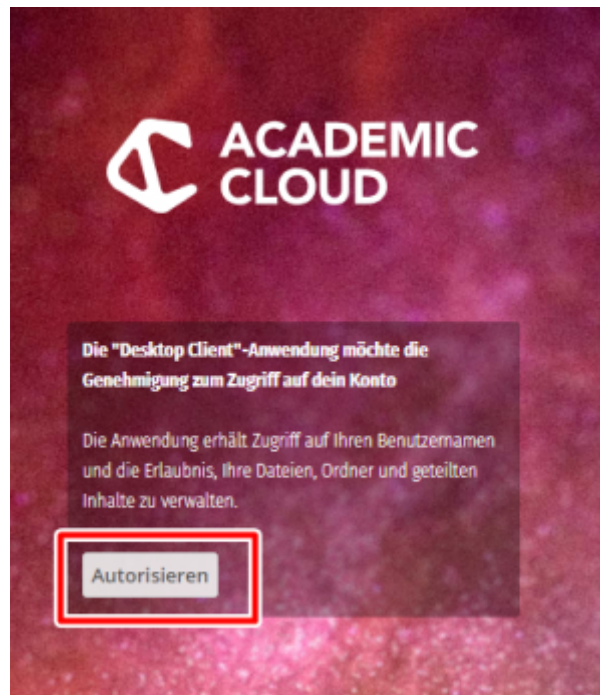 ACADEMIC
CLOUD
Die "Desktop Client"-Anwendung möchte die
Genehmigung zum Zugriff auf dein Konto
Die Anwendung erhält Zugriff auf Ihren Benutzernamen
und die Erlaubnis, Ihre Dateien, Ordner und geteilten
Inhalte zu verwalten.
Autorisieren